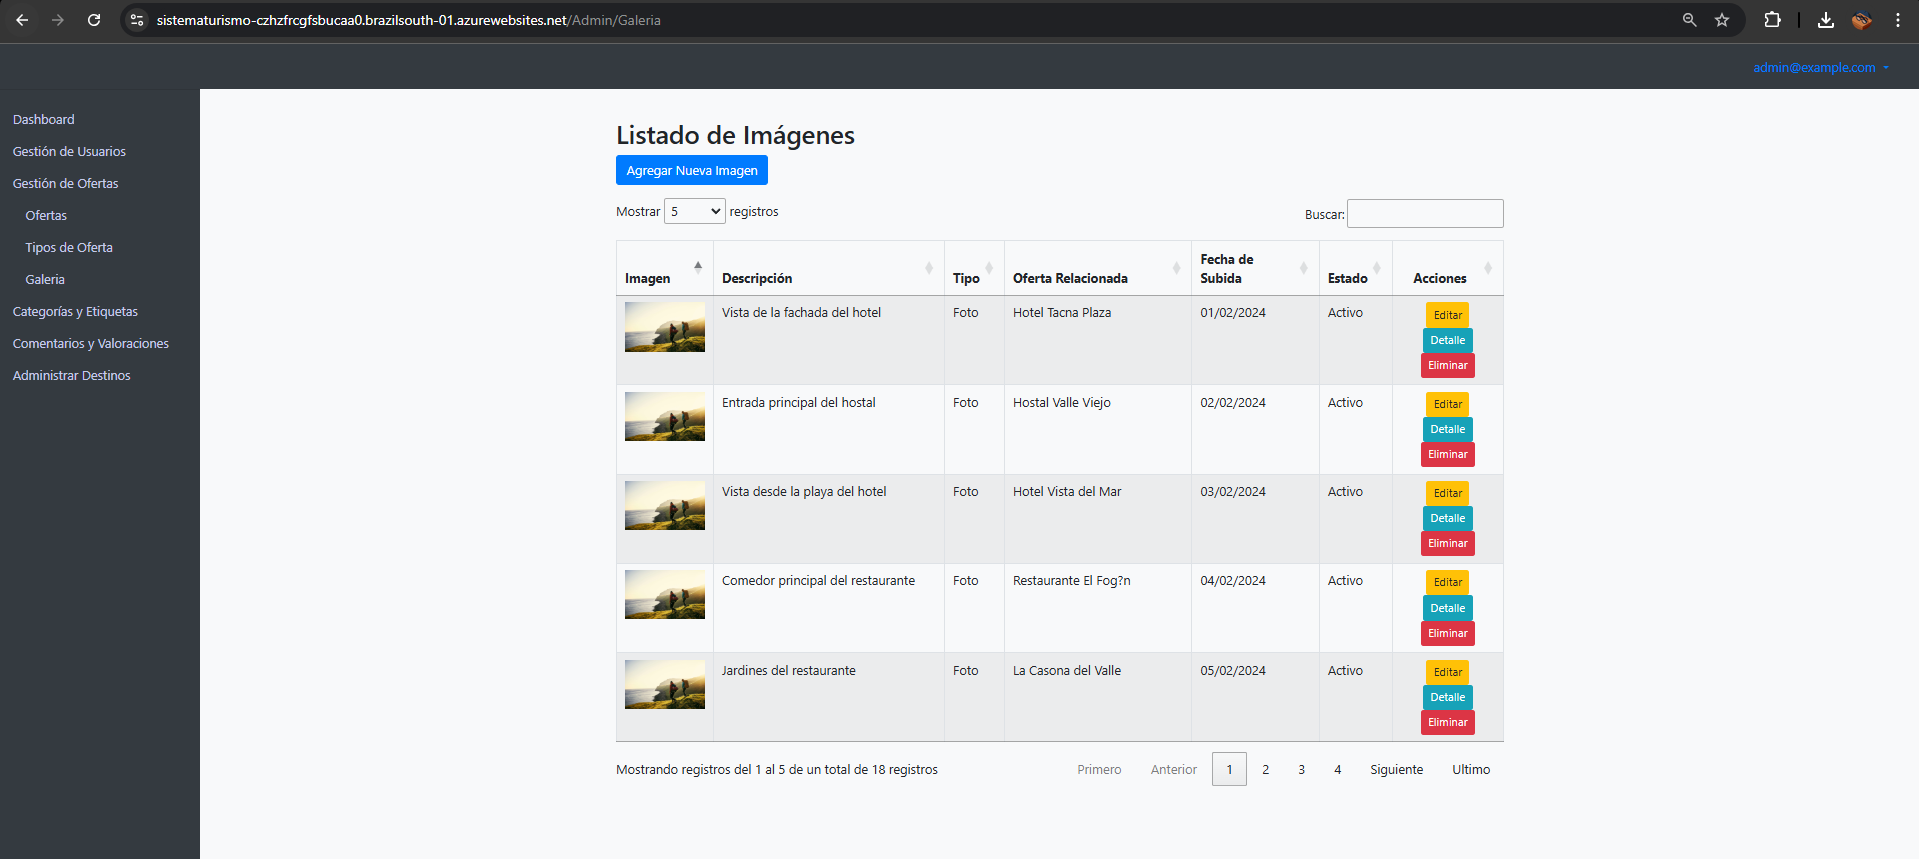 sistematurismo-czhzfrcgfsbucaa0.brazilsouth-01.azurewebsites.net/Admin/Galeria
admin@example.com
Dashboard
Gestión de Usuarios
Gestión de Ofertas
Ofertas
Tipos de Oferta
Galeria
Categorías y Etiquetas
Comentarios y Valoraciones
Administrar Destinos
Listado de Imágenes
Agregar Nueva Imagen
Mostrar 5 registros
Buscar:
Imagen Descripción Tipo Oferta Relacionada Fecha de Subida Estado Acciones
Vista de la fachada del hotel Foto Hotel Tacna Plaza 01/02/2024 Activo Editar
Detalle
Eliminar
Entrada principal del hostal Foto Hostal Valle Viejo 02/02/2024 Activo Editar
Detalle
Eliminar
Vista desde la playa del hotel Foto Hotel Vista del Mar 03/02/2024 Activo Editar
Detalle
Eliminar
Comedor principal del restaurante Foto Restaurante El Fog?n 04/02/2024 Activo Editar
Detalle
Eliminar
Jardines del restaurante Foto La Casona del Valle 05/02/2024 Activo Editar
Detalle
Eliminar
Mostrando registros del 1 al 5 de un total de 18 registros
Primero Anterior 1 2 3 4 Siguiente Ultimo